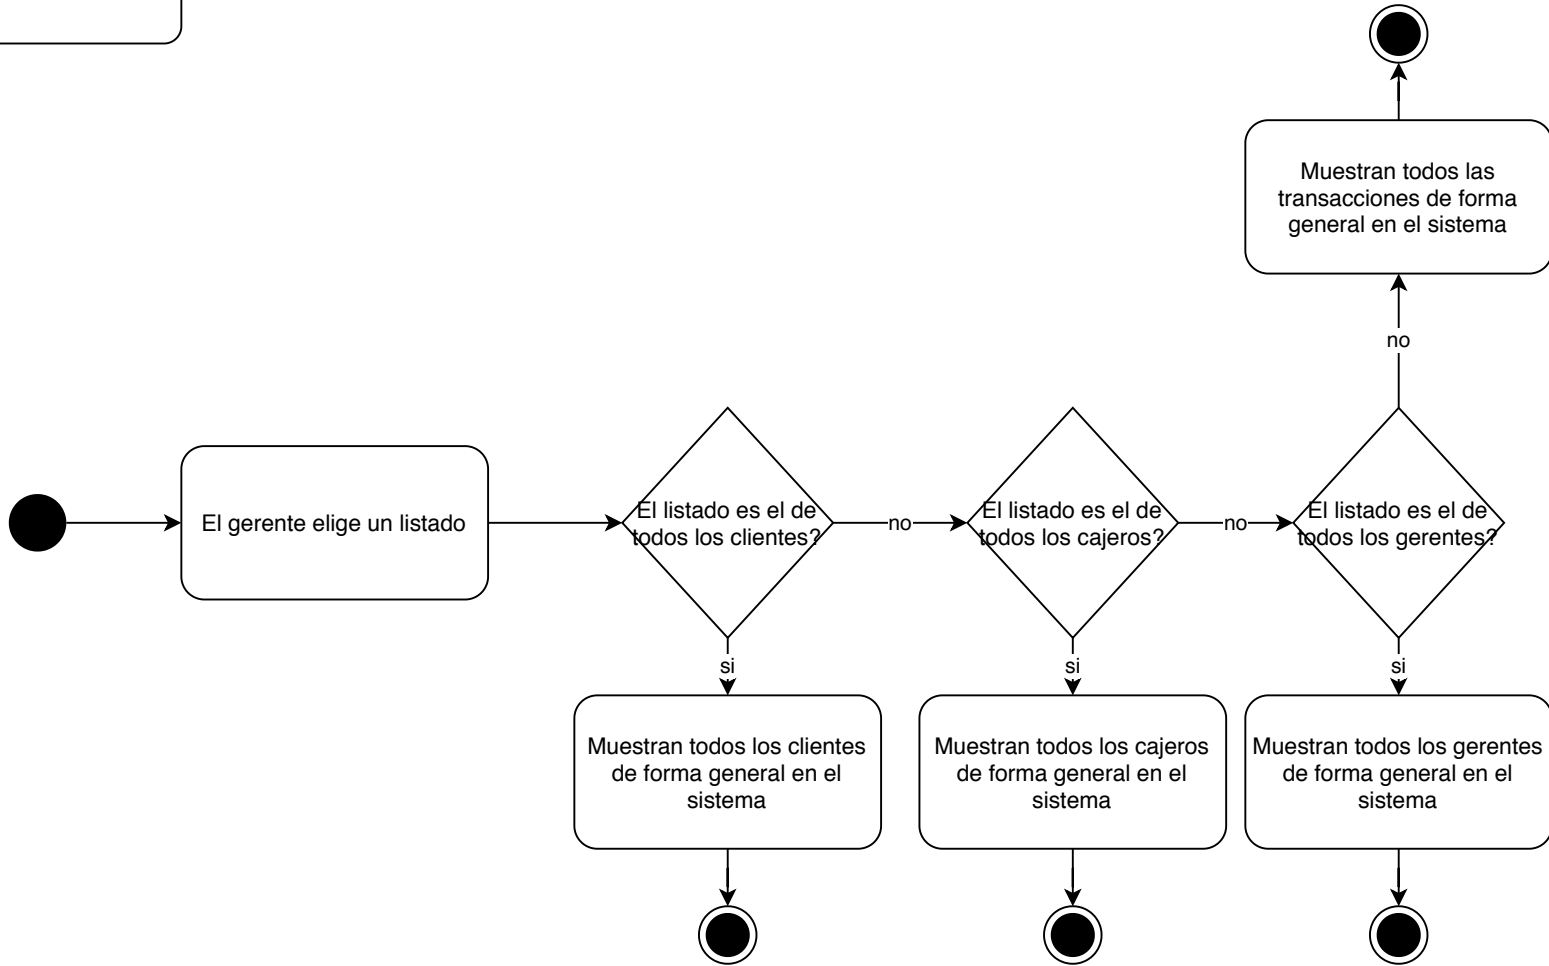 Muestran todos las
transacciones de forma
general en el sistema
no
El gerente elige un listado
El listado es el de
todos los clientes?
no
El listado es el de
todos los cajeros?
no
El listado es el de
todos los gerentes?
si
si
si
Muestran todos los clientes
de forma general en el
sistema
Muestran todos los cajeros
de forma general en el
sistema
Muestran todos los gerentes
de forma general en el
sistema